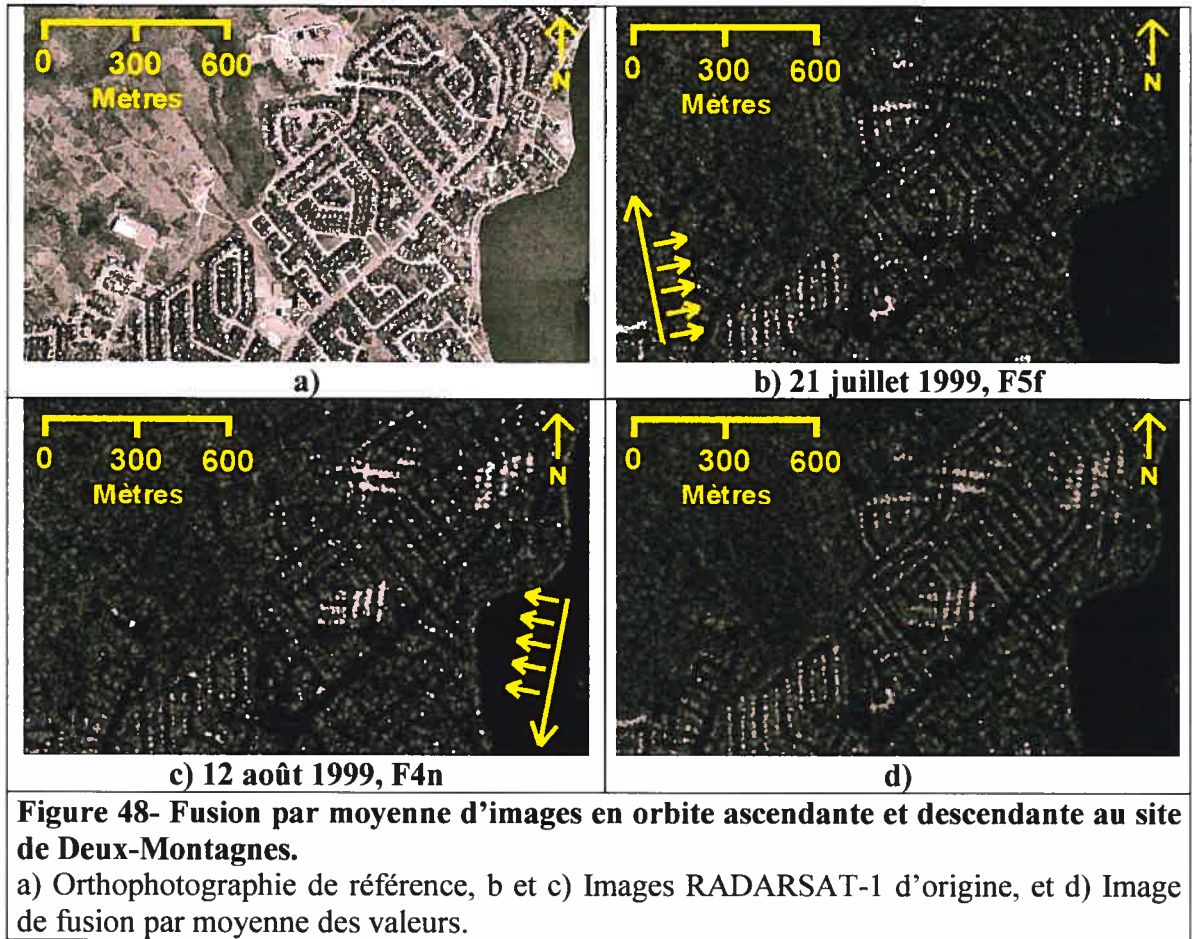 0 300 600
Mètres
N
a)
0 300 600
Mètres
N
b) 21 juillet 1999, F5f
0 300 600
Mètres
N
c) 12 août 1999, F4n
0 300 600
Mètres
N
d)
Figure 48- Fusion par moyenne d'images en orbite ascendante et descendante au site
de Deux-Montagnes.
a) Orthophotographie de référence, b et c) Images RADARSAT-1 d'origine, et d) Image
de fusion par moyenne des valeurs.